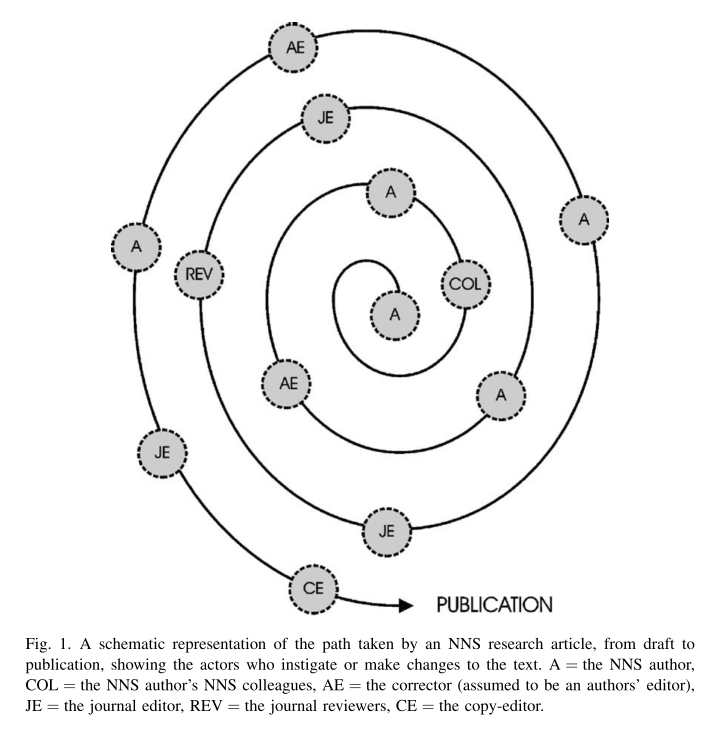 AE
JE
A
A
A
REV
COL
A
AE
A
JE
JE
CE
PUBLICATION
Fig. 1. A schematic representation of the path taken by an NNS research article, from draft to
publication, showing the actors who instigate or make changes to the text. A = the NNS author,
COL = the NNS author's NNS colleagues, AE = the corrector (assumed to be an authors' editor),
JE = the journal editor, REV = the journal reviewers, CE = the copy-editor.